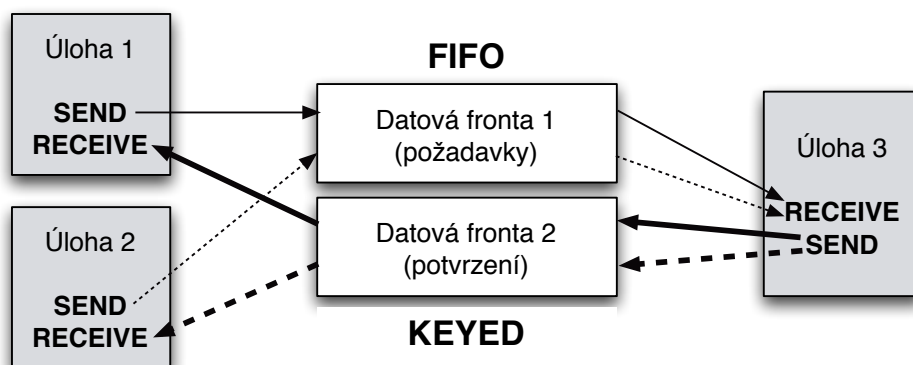 Úloha 1
SEND
RECEIVE
Úloha 2
SEND
RECEIVE
FIFO
Datová fronta 1
(požadavky)
Datová fronta 2
(potvrzení)
KEYED
Úloha 3
RECEIVE
SEND